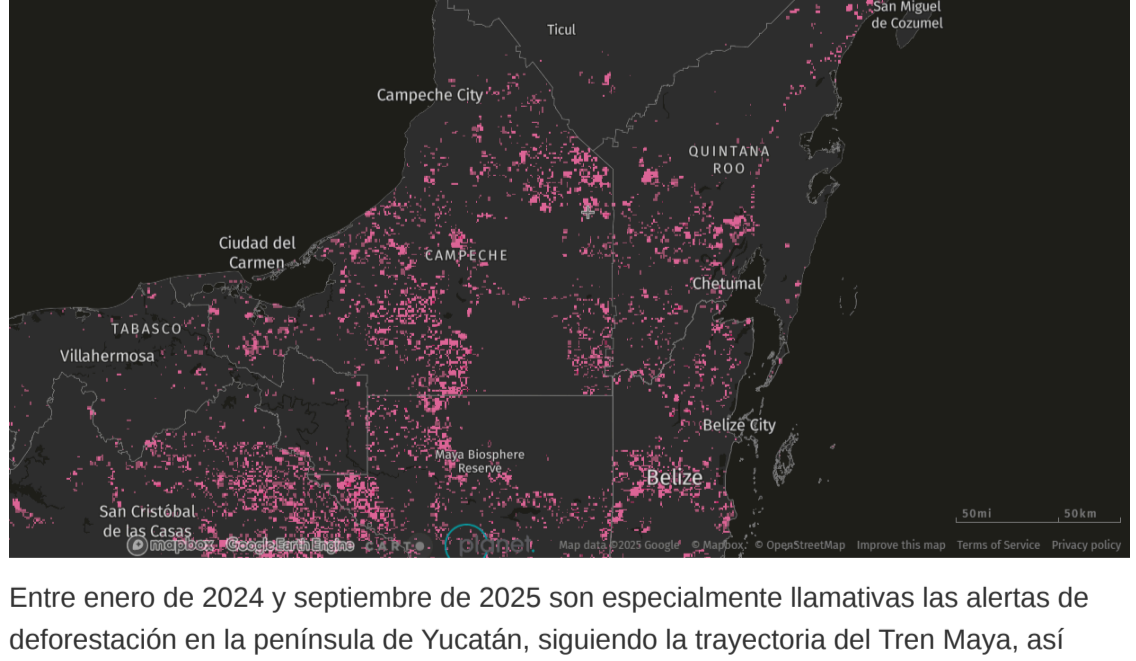 San Miguel
de Cozumel
Ticul
Campeche City
QUINTANA
ROO
Ciudad del
Carmen
CAMPECHE
Chetumal
TABASCO
Villahermosa
Belize City
Maya Biosphere
Reserve
Belize
San Cristóbal
de las Casas
50mi 50km
mapbox Google Earth Engine CARTO planet Map data ©2025 Google © Mapbox © OpenStreetMap Improve this map Terms of Service Privacy policy
Entre enero de 2024 y septiembre de 2025 son especialmente llamativas las alertas de
deforestación en la península de Yucatán, siguiendo la trayectoria del Tren Maya, así